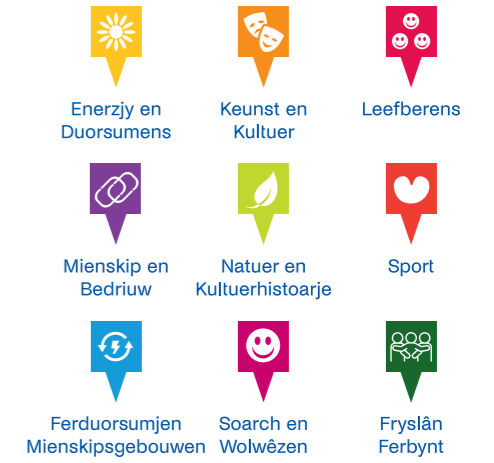 Enerzjy en
Duorsumens
Keunst en
Kultuer
Leefberens
Mienskip en
Bedriuw
Natuer en
Kultuerhistoarje
Sport
Ferduorsumjen
Mienskipsgebouwen
Soarch en
Wolwêzen
Fryslân
Ferbynt